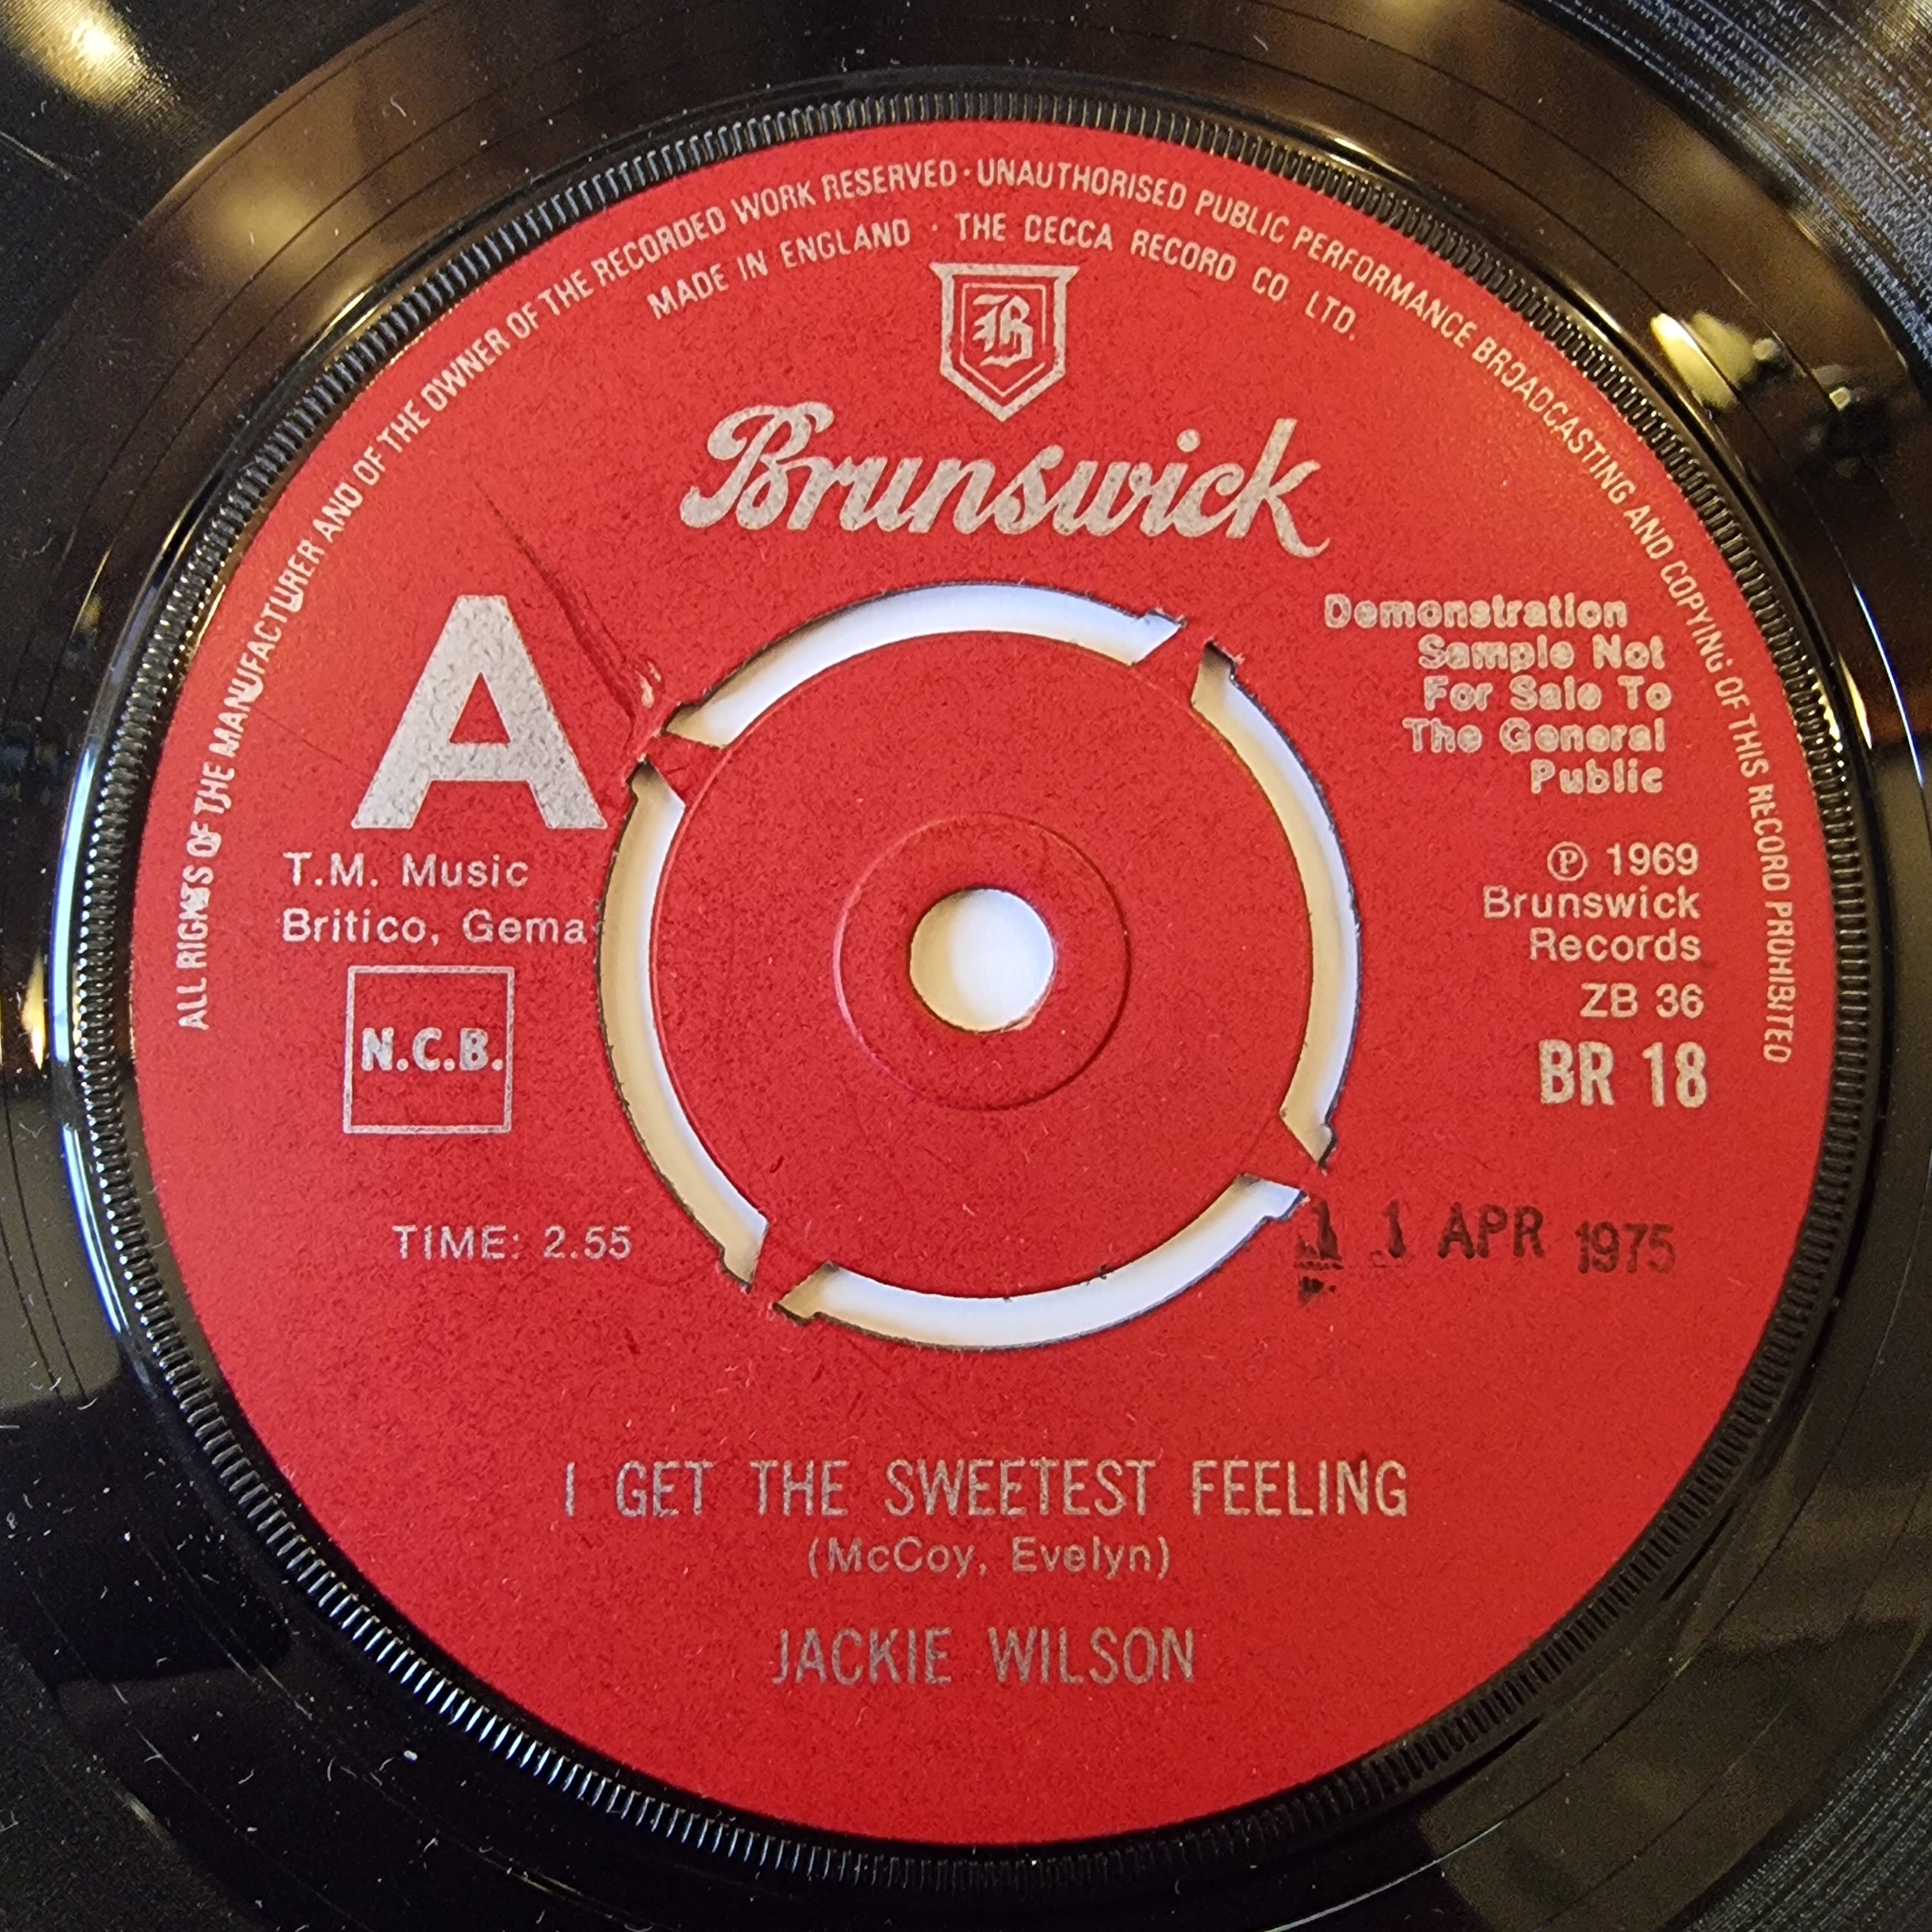 ALL RIGHTS OF THE MANUFACTURER AND OF THE OWNER OF THE RECORDED WORK RESERVED · UNAUTHORISED PUBLIC PERFORMANCE BROADCASTING AND COPYING OF THIS RECORD PROHIBITED
MADE IN ENGLAND · THE DECCA RECORD CO. LTD.
B
Brunswick
A
Demonstration
Sample Not
For Sale To
The General
Public
T.M. Music
Britico, Gema
N.C.B.
℗ 1969
Brunswick
Records
ZB 36
BR 18
TIME: 2.55
11 APR 1975
I GET THE SWEETEST FEELING
(McCoy, Evelyn)
JACKIE WILSON